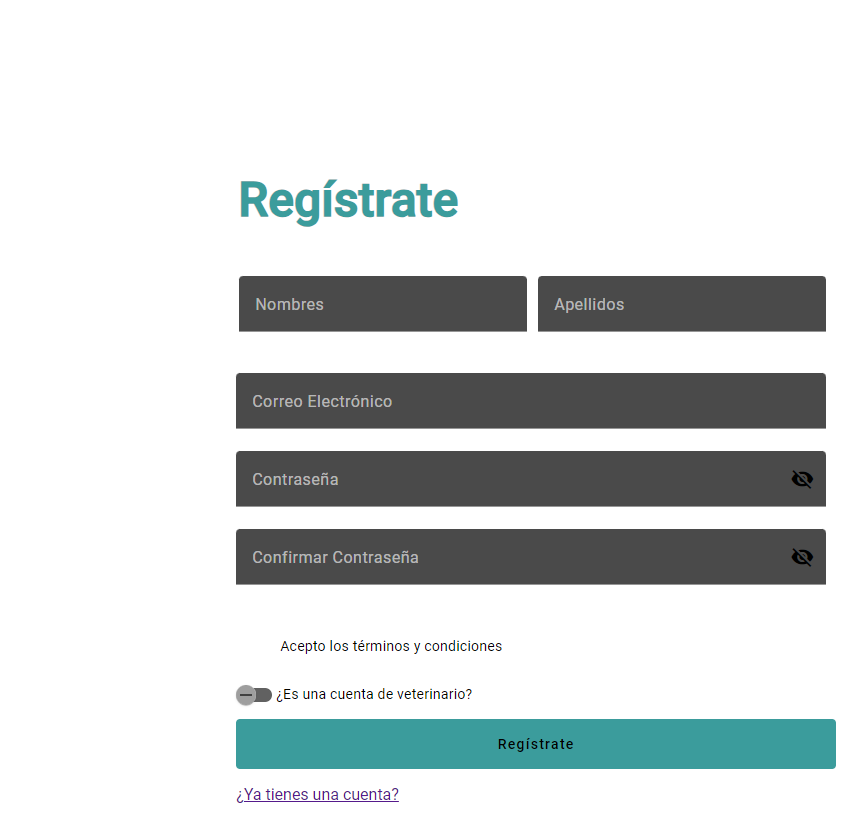 Regístrate
Nombres
Apellidos
Correo Electrónico
Contraseña
Confirmar Contraseña
Acepto los términos y condiciones
¿Es una cuenta de veterinario?
Regístrate
¿Ya tienes una cuenta?